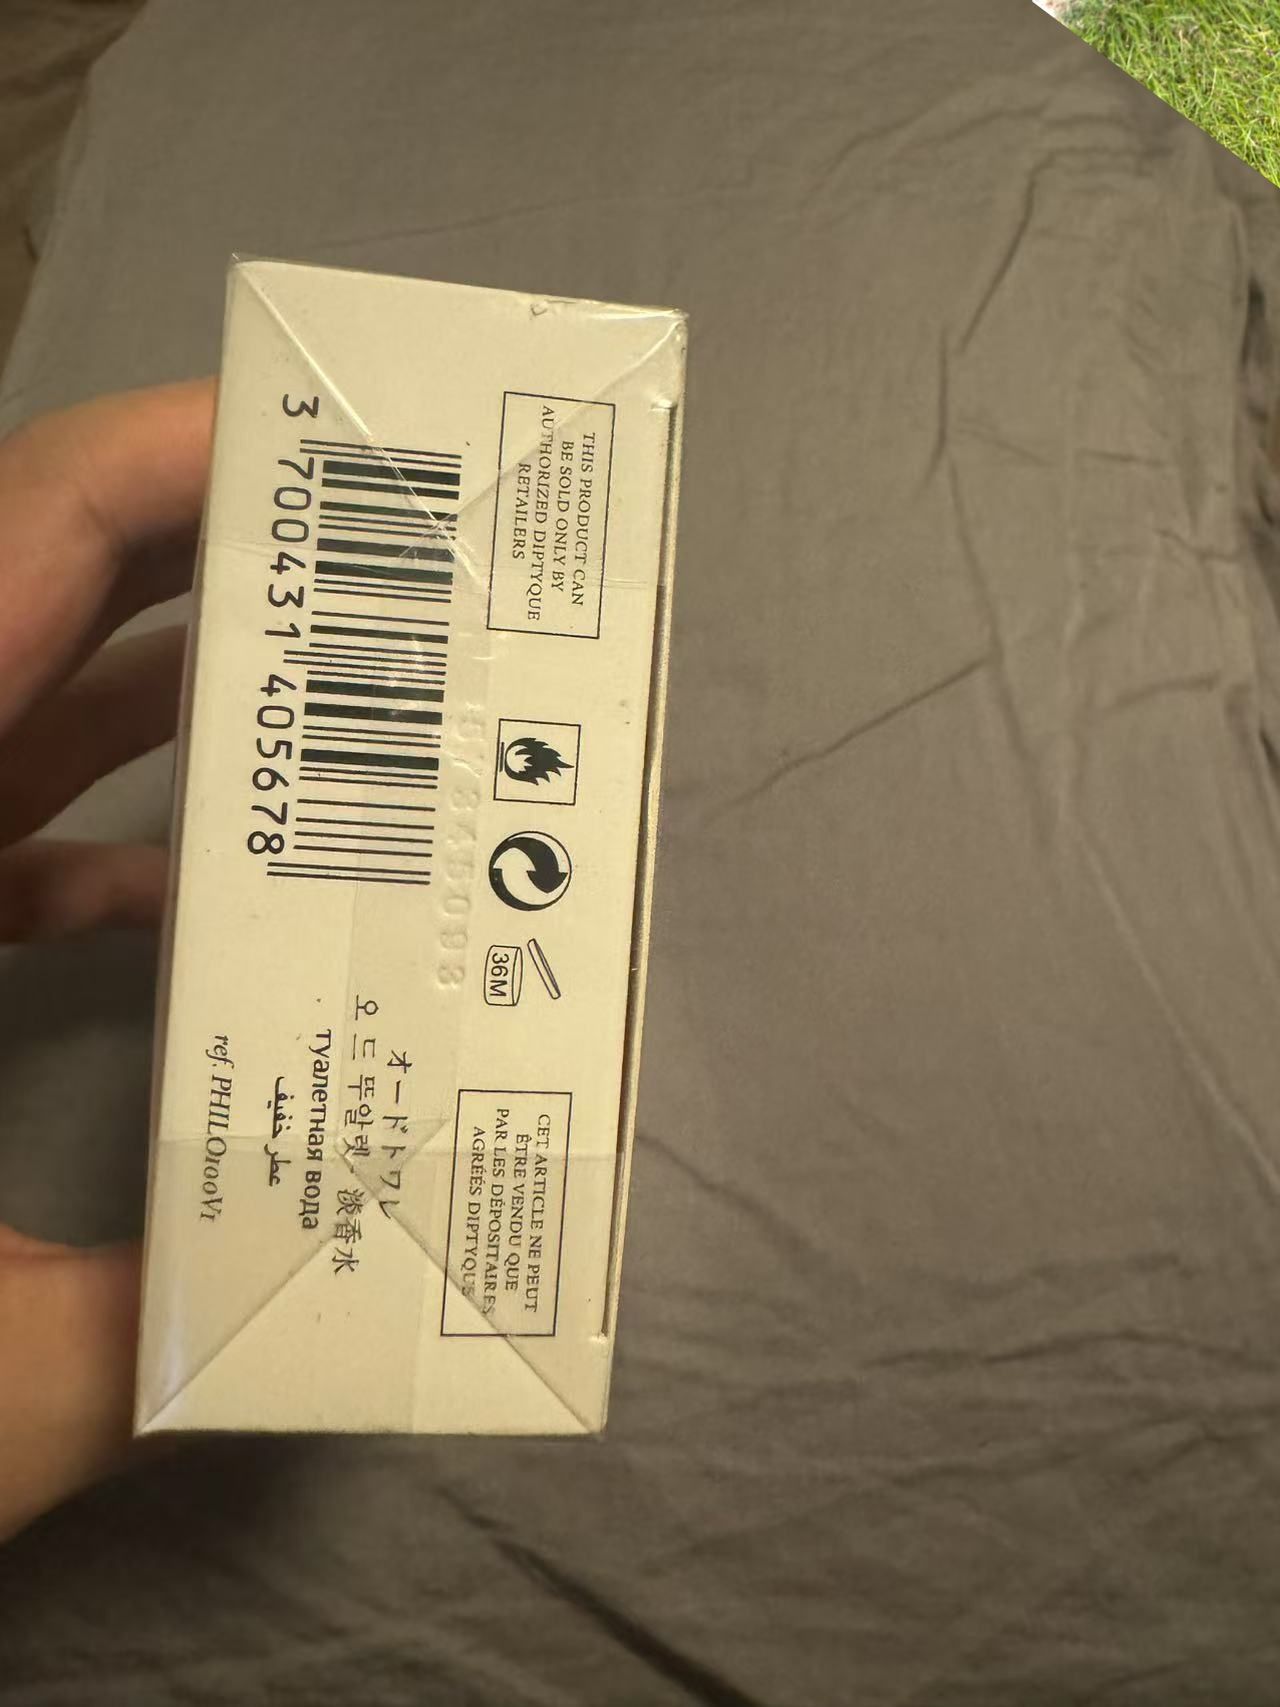 THIS PRODUCT CAN
BE SOLD ONLY BY
AUTHORIZED DIPTYQUE
RETAILERS
36M
CET ARTICLE NE PEUT
ÊTRE VENDU QUE
PAR LES DÉPOSITAIRES
AGRÉÉS DIPTYQUE
3 700431 405678
オードトワレ
오 드 뚜왈렛 - 淡香水
туалетная вода
عطر خفيف
ref. PHILO100V1